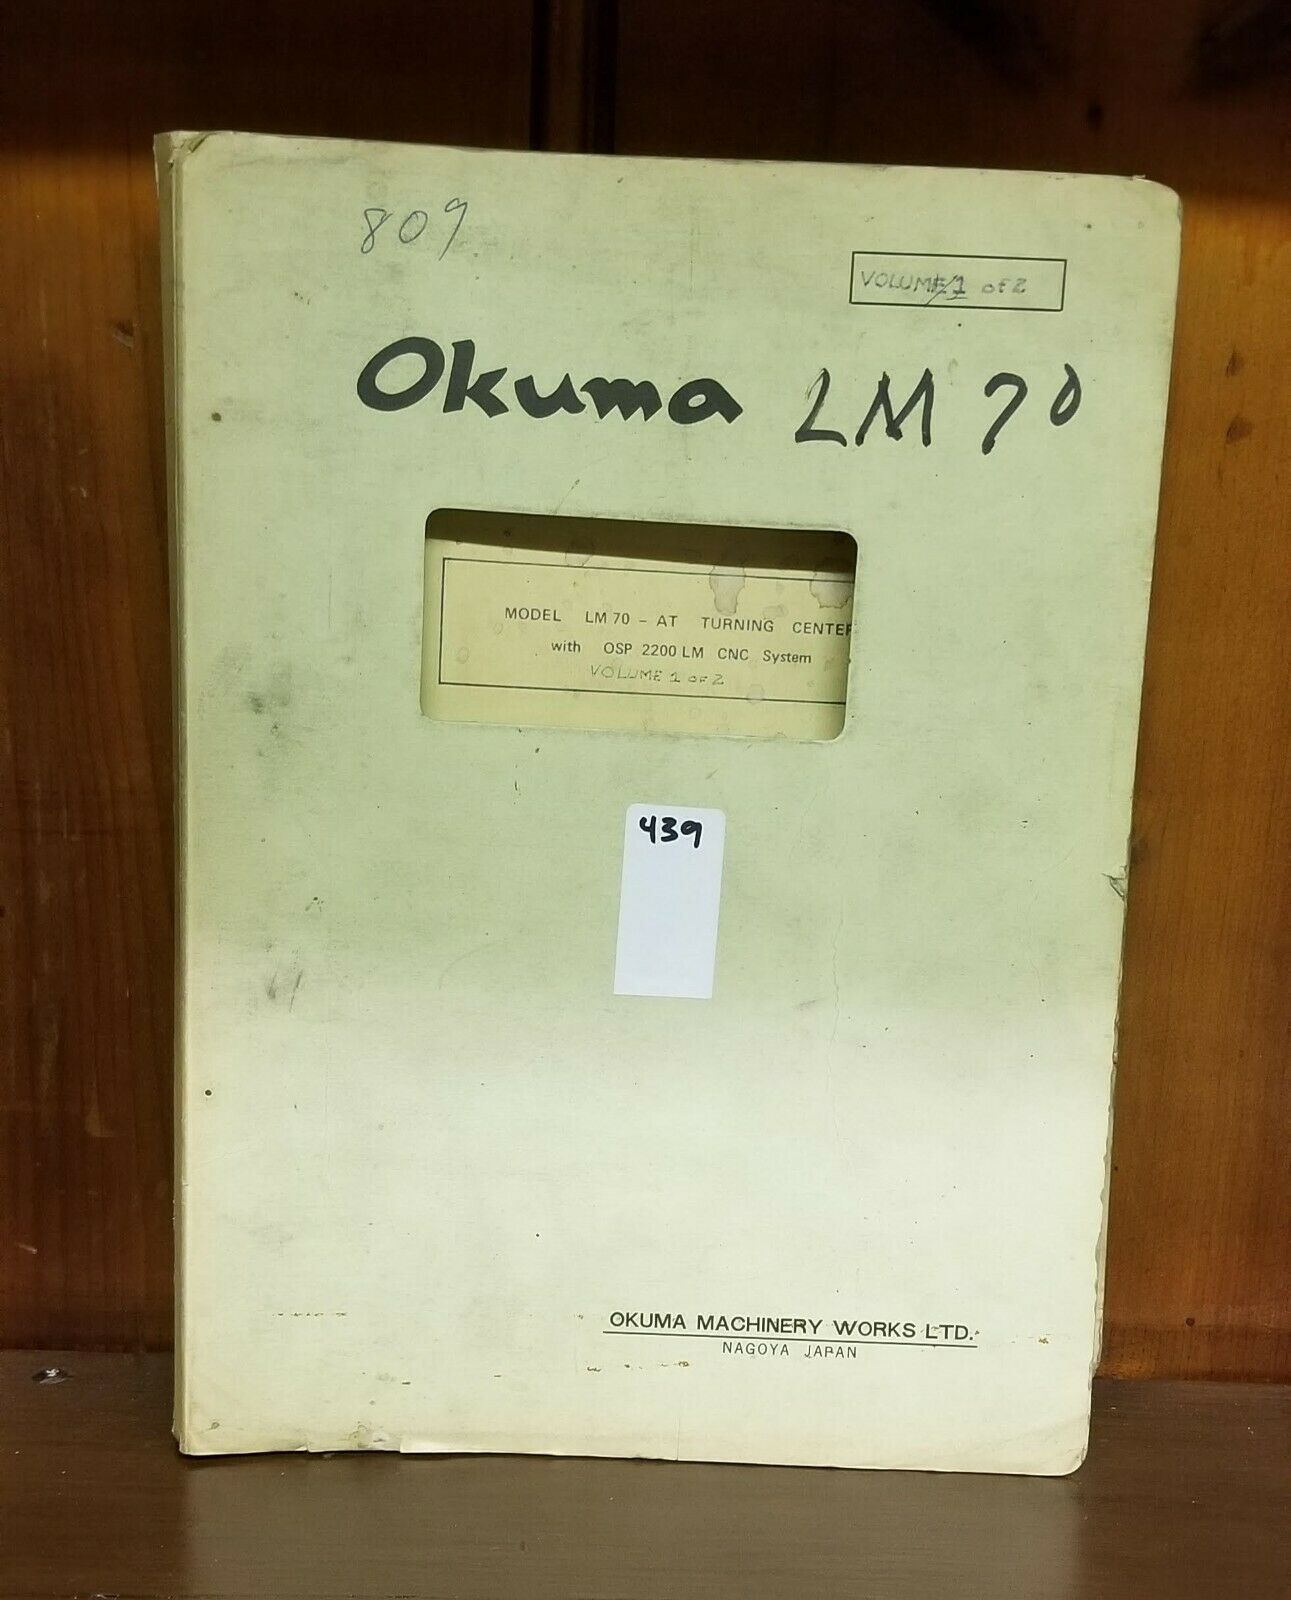 809
VOLUME 1 of 2
Okuma LM 70
MODEL LM 70 - AT TURNING CENTER
with OSP 2200 LM CNC System
VOLUME 1 OF 2
439
OKUMA MACHINERY WORKS LTD.
NAGOYA JAPAN